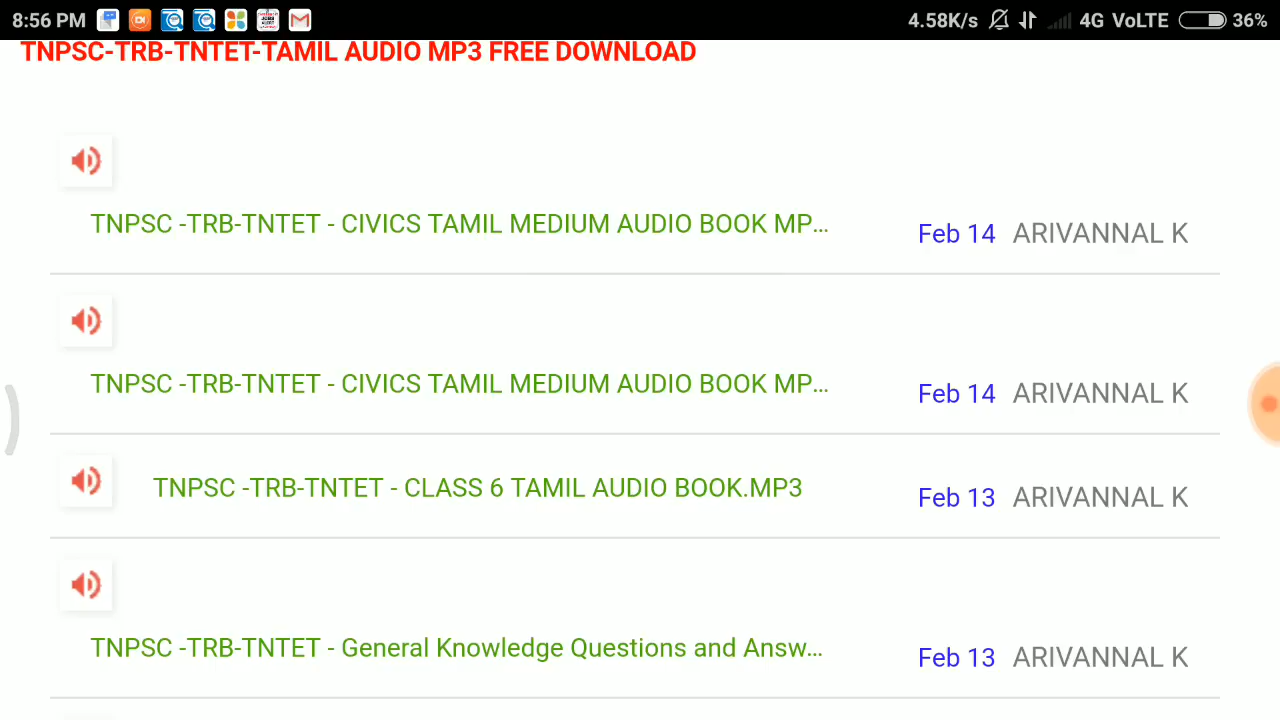 8:56 PM 4.58K/s 4G VoLTE 36%
TNPSC-TRB-TNTET-TAMIL AUDIO MP3 FREE DOWNLOAD
TNPSC -TRB-TNTET - CIVICS TAMIL MEDIUM AUDIO BOOK MP... Feb 14 ARIVANNAL K
TNPSC -TRB-TNTET - CIVICS TAMIL MEDIUM AUDIO BOOK MP... Feb 14 ARIVANNAL K
TNPSC -TRB-TNTET - CLASS 6 TAMIL AUDIO BOOK.MP3 Feb 13 ARIVANNAL K
TNPSC -TRB-TNTET - General Knowledge Questions and Answ... Feb 13 ARIVANNAL K